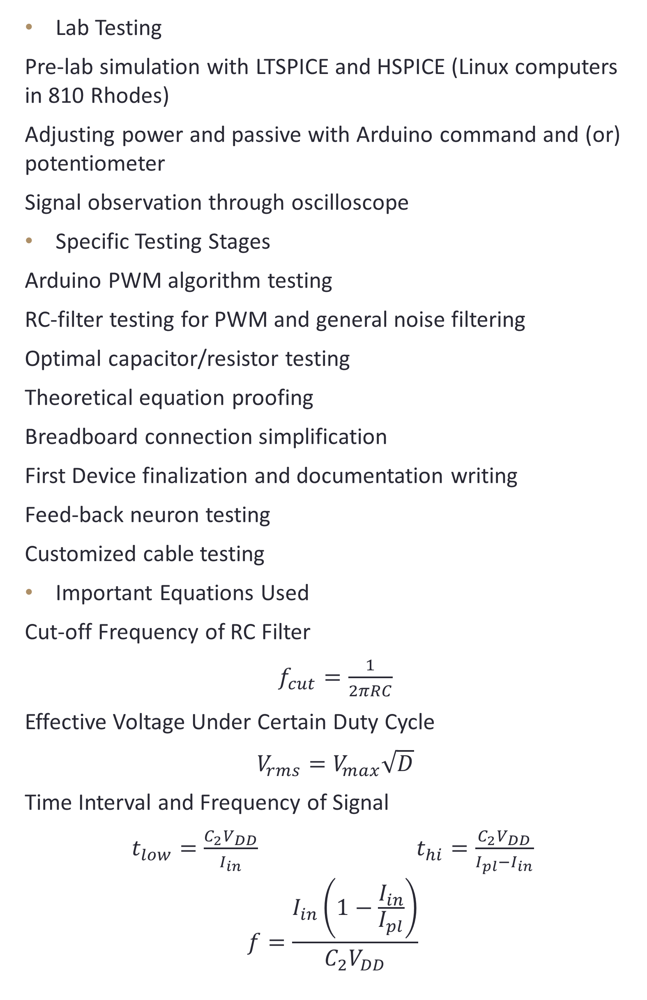 • Lab Testing
Pre-lab simulation with LTSPICE and HSPICE (Linux computers
in 810 Rhodes)
Adjusting power and passive with Arduino command and (or)
potentiometer
Signal observation through oscilloscope
• Specific Testing Stages
Arduino PWM algorithm testing
RC-filter testing for PWM and general noise filtering
Optimal capacitor/resistor testing
Theoretical equation proofing
Breadboard connection simplification
First Device finalization and documentation writing
Feed-back neuron testing
Customized cable testing
• Important Equations Used
Cut-off Frequency of RC Filter
$f_{cut} = \frac{1}{2\pi RC}$
Effective Voltage Under Certain Duty Cycle
$V_{rms} = V_{max}\sqrt{D}$
Time Interval and Frequency of Signal
$t_{low} = \frac{C_2 V_{DD}}{I_{in}}$ $t_{hi} = \frac{C_2 V_{DD}}{I_{pl} - I_{in}}$
$f = \frac{I_{in}\left(1 - \frac{I_{in}}{I_{pl}}\right)}{C_2 V_{DD}}$